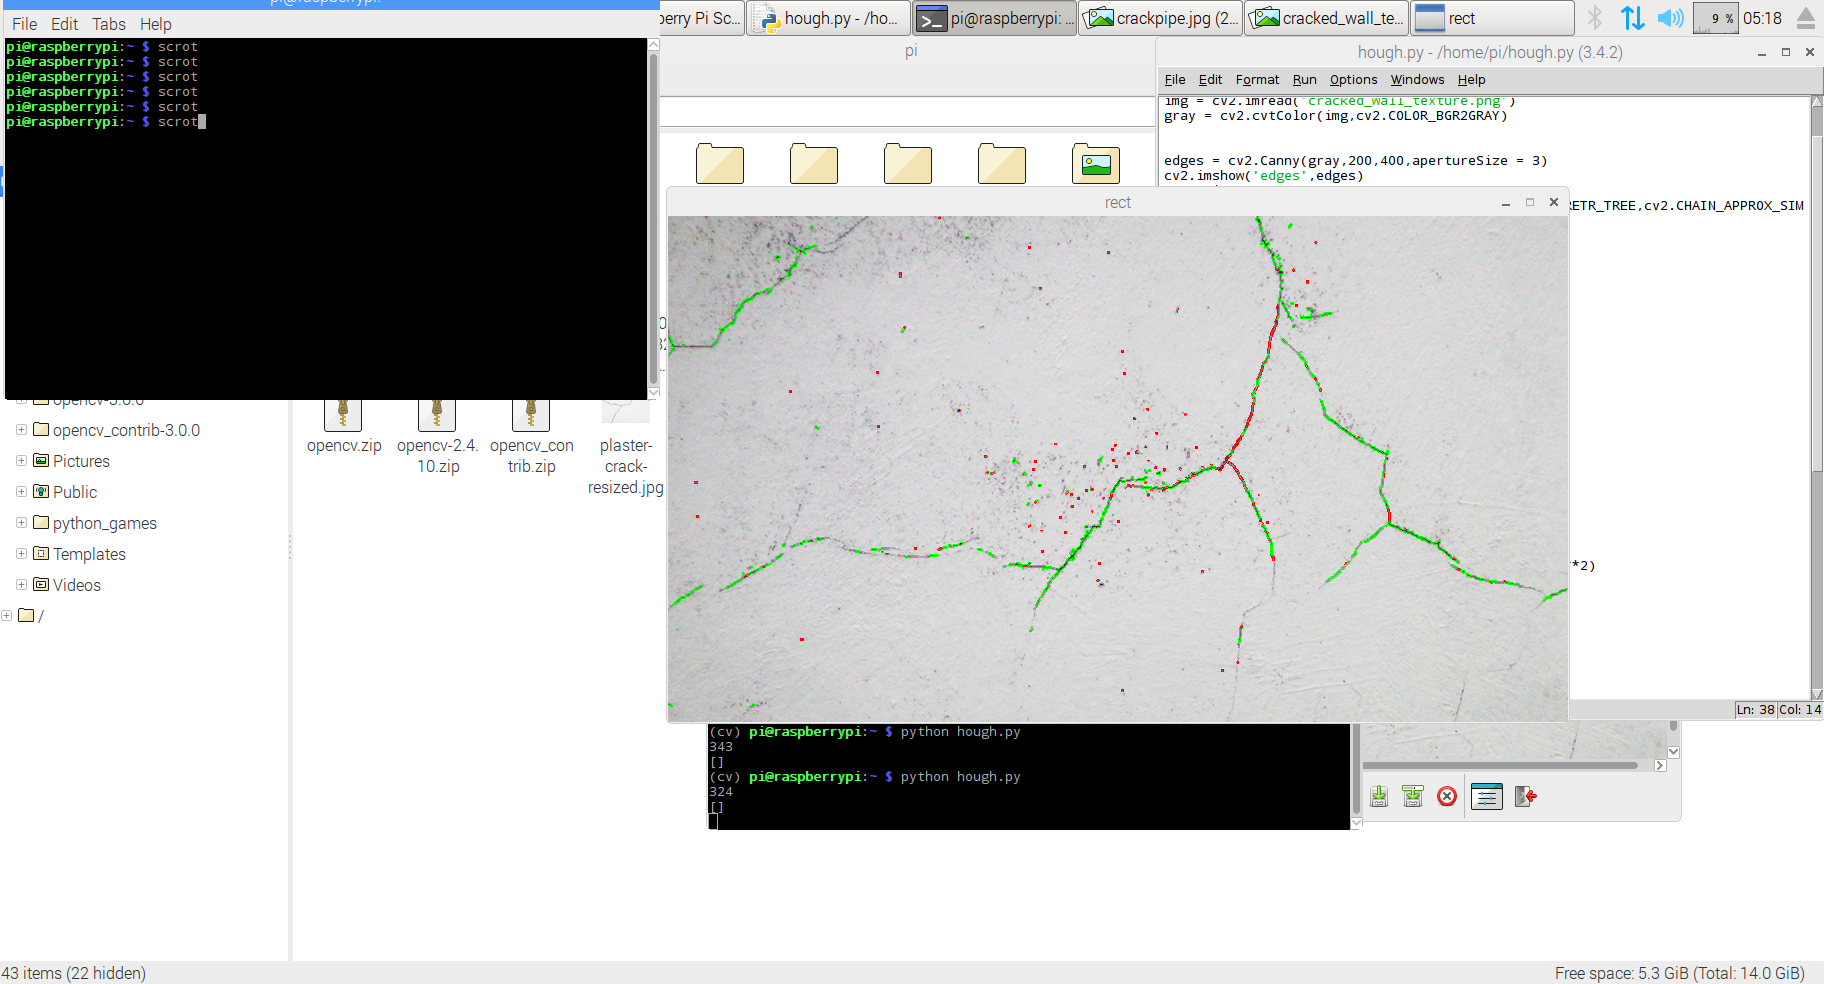 pi@raspberrypi:
File Edit Tabs Help
pi@raspberrypi:~ $ scrot
pi@raspberrypi:~ $ scrot
pi@raspberrypi:~ $ scrot
pi@raspberrypi:~ $ scrot
pi@raspberrypi:~ $ scrot
pi@raspberrypi:~ $ scrot
berry Pi Sc...
hough.py - /ho...
pi@raspberrypi: ...
crackpipe.jpg (2...
cracked_wall_te...
rect
9 %
05:18
pi
hough.py - /home/pi/hough.py (3.4.2)
File Edit Format Run Options Windows Help
img = cv2.imread('cracked_wall_texture.png')
gray = cv2.cvtColor(img,cv2.COLOR_BGR2GRAY)
edges = cv2.Canny(gray,200,400,apertureSize = 3)
cv2.imshow('edges',edges)
RETR_TREE,cv2.CHAIN_APPROX_SIM
*2)
Ln: 38 Col: 14
rect
opencv-3.0.0
opencv_contrib-3.0.0
Pictures
Public
python_games
Templates
Videos
/
opencv.zip
opencv-2.4.
10.zip
opencv_con
trib.zip
plaster-
crack-
resized.jpg
(cv) pi@raspberrypi:~ $ python hough.py
343
[]
(cv) pi@raspberrypi:~ $ python hough.py
324
[]
43 items (22 hidden)
Free space: 5.3 GiB (Total: 14.0 GiB)